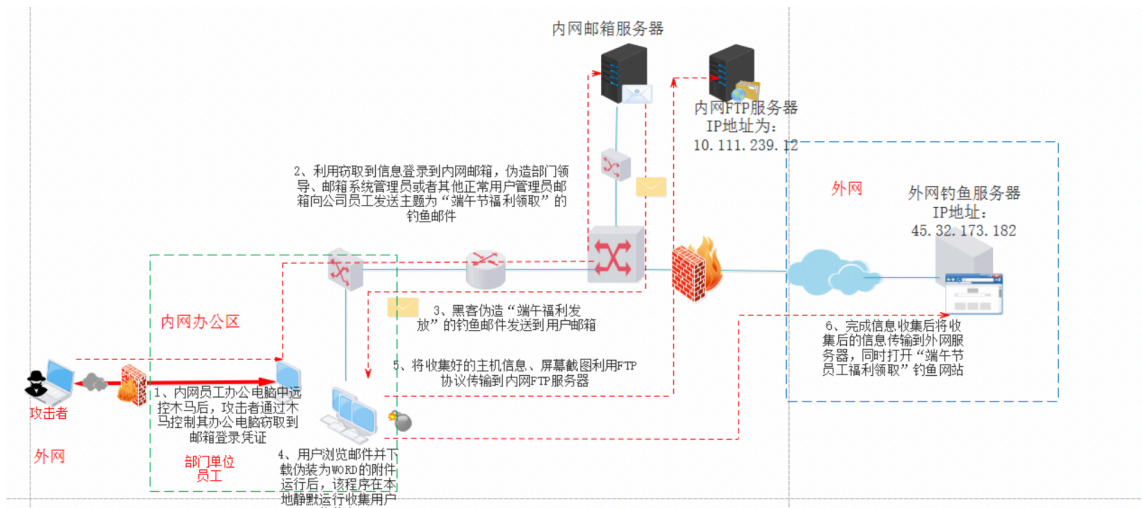 内网邮箱服务器
内网FTP服务器
IP地址为:
10.111.239.12
2、利用窃取到信息登录到内网邮箱，伪造部门领
导、邮箱系统管理员或者其他正常用户管理员邮
箱向公司员工发送主题为“端午节福利领取”的
钓鱼邮件
外网
外网钓鱼服务器
IP地址:
45.32.173.182
内网办公区
3、黑客伪造“端午福利发
放”的钓鱼邮件发送到用户邮箱
6、完成信息收集后将收
集后的信息传输到外网服
务器，同时打开“端午节
员工福利领取”钓鱼网站
5、将收集好的主机信息、屏幕截图利用FTP
协议传输到内网FTP服务器
攻击者
外网
1、内网员工办公电脑中远
控木马后，攻击者通过木
马控制其办公电脑窃取到
邮箱登录凭证
部门单位
员工
4、用户浏览邮件并下
载伪装为WORD的附件
运行后，该程序在本
地静默运行收集用户